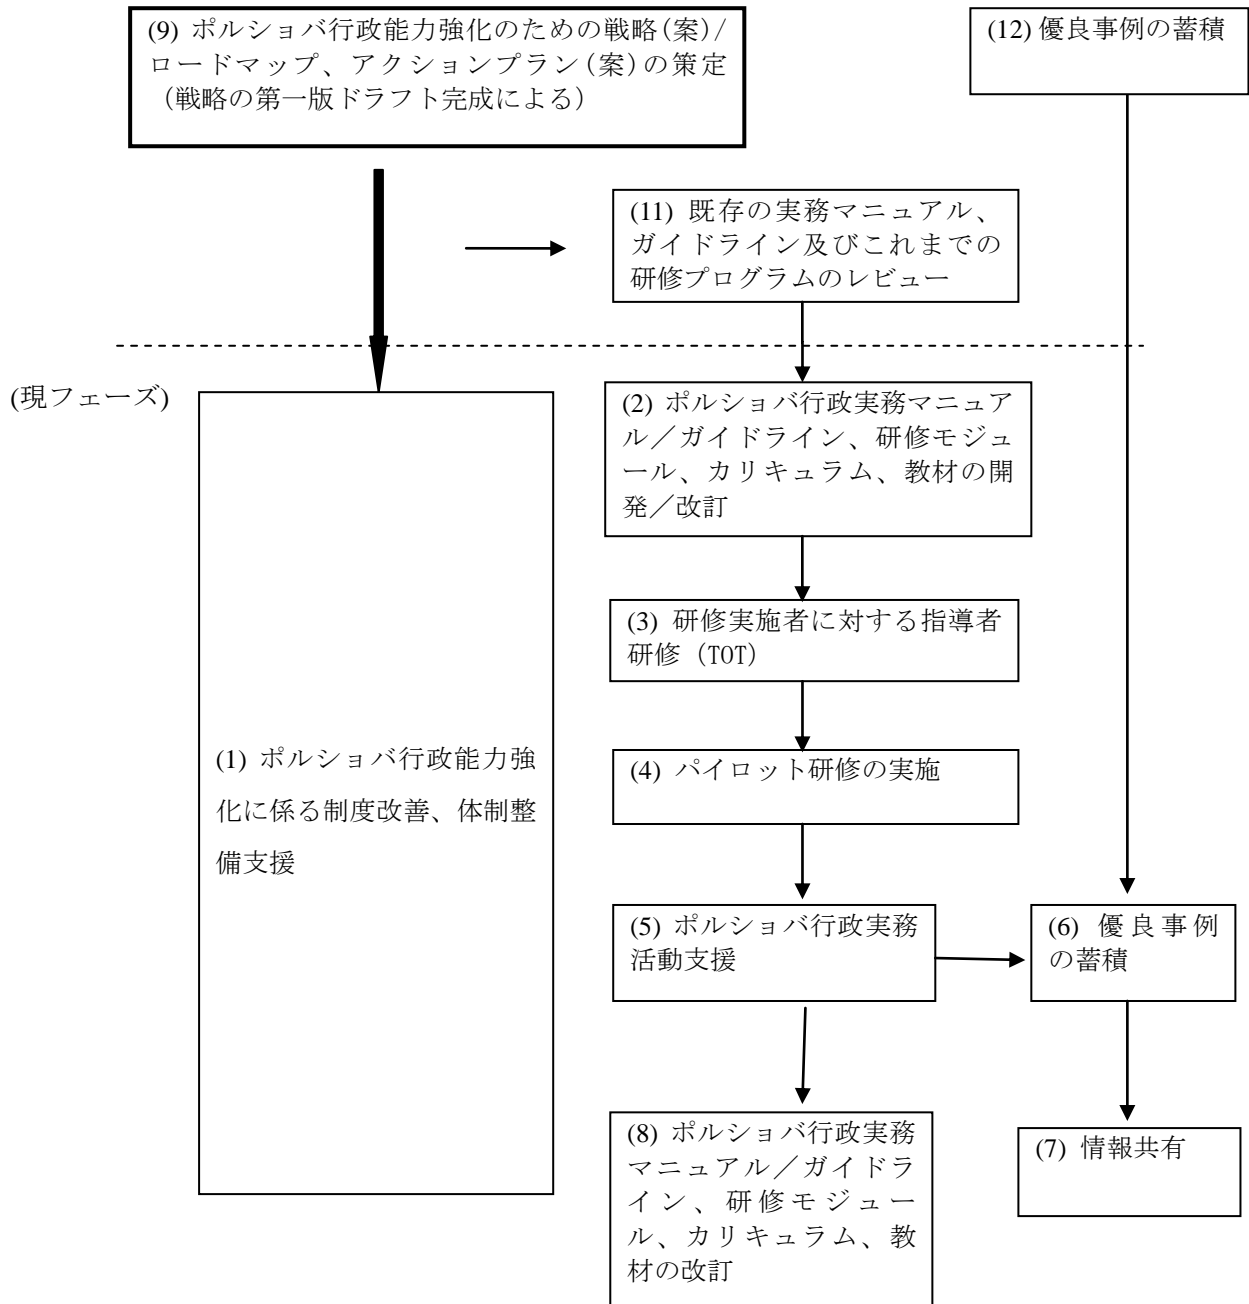 (9) ポルショバ行政能力強化のための戦略(案)/
ロードマップ、アクションプラン(案)の策定
（戦略の第一版ドラフト完成による）
(12) 優良事例の蓄積
(11) 既存の実務マニュアル、
ガイドライン及びこれまでの
研修プログラムのレビュー
(現フェーズ)
(2) ポルショバ行政実務マニュア
ル／ガイドライン、研修モジュ
ール、カリキュラム、教材の開
発／改訂
(3) 研修実施者に対する指導者
研修（TOT）
(1) ポルショバ行政能力強
化に係る制度改善、体制整
備支援
(4) パイロット研修の実施
(5) ポルショバ行政実務
活動支援
(6) 優良事例
の蓄積
(8) ポルショバ行政実務
マニュアル／ガイドラ
イン、研修モジュー
ル、カリキュラム、教
材の改訂
(7) 情報共有